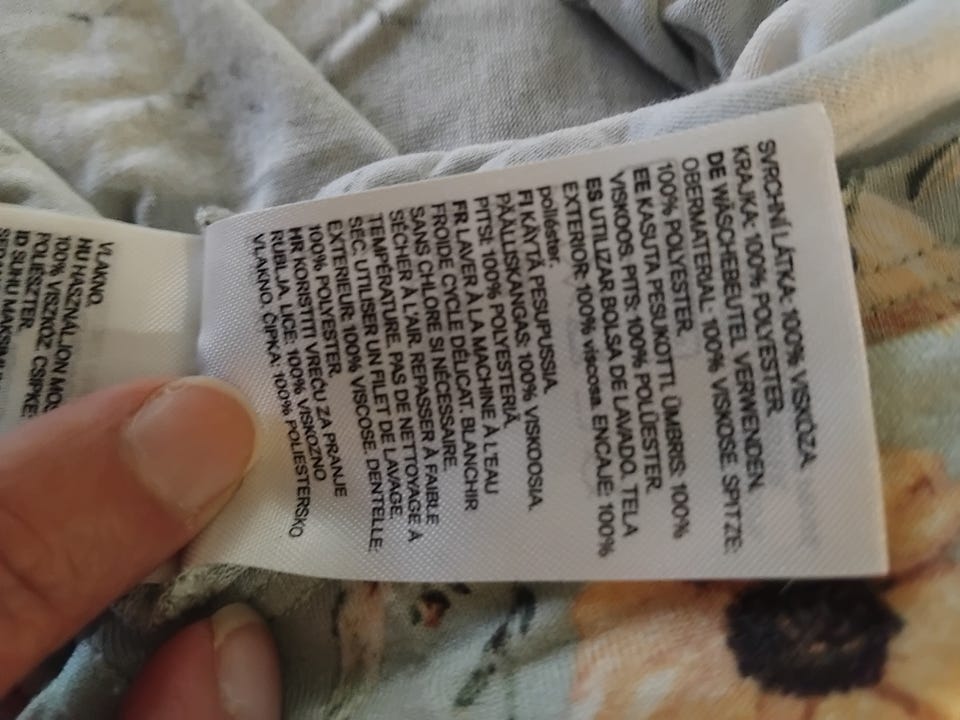 SVRCHNÍ LÁTKA: 100% VISKÓZA.
KRAJKA: 100% POLYESTER.
DE WÄSCHEBEUTEL VERWENDEN.
OBERMATERIAL: 100% VISKOSE. SPITZE:
100% POLYESTER.
EE KASUTA PESUKOTTI. ÜMBRIS: 100%
VISKOOS. PITS: 100% POLÜESTER.
ES UTILIZAR BOLSA DE LAVADO. TELA
EXTERIOR: 100% viscosa. ENCAJE: 100%
poliéster.
FI KÄYTÄ PESUPUSSIA.
PÄÄLLISKANGAS: 100% VISKOOSIA.
PITSI: 100% POLYESTERIÄ.
FR LAVER À LA MACHINE À L'EAU
FROIDE CYCLE DÉLICAT. BLANCHIR
SANS CHLORE SI NÉCESSAIRE.
SÉCHER À L'AIR. REPASSER À FAIBLE
TEMPÉRATURE. PAS DE NETTOYAGE À
SEC. UTILISER UN FILET DE LAVAGE.
EXTERIEUR: 100% VISCOSE. DENTELLE:
100% POLYESTER.
HR KORISTITI VREĆU ZA PRANJE
RUBLJA. LICE: 100% VISKOZNO
VLAKNO. ČIPKA: 100% POLIESTERSKO
VLAKNO.
HU HASZNÁLJON MOS
100% VISZKÓZ. CSIPKE:
POLIÉSZTER.
ID SUHU MAKSIMU